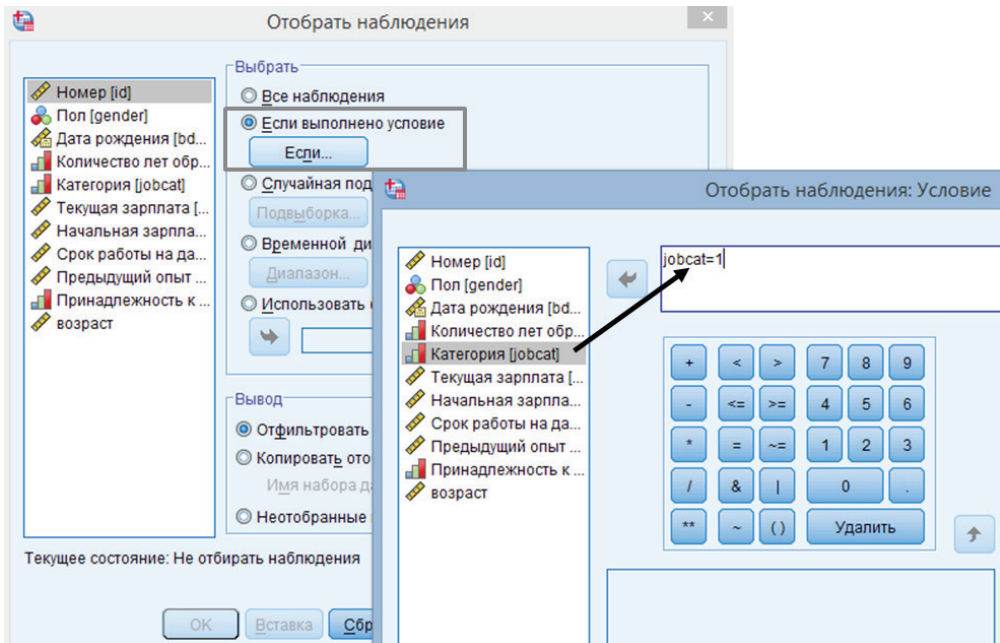 Отобрать наблюдения
Номер [id]
Пол [gender]
Дата рождения [bd...
Количество лет обр...
Категория [jobcat]
Текущая зарплата [...
Начальная зарпла...
Срок работы на да...
Предыдущий опыт ...
Принадлежность к ...
возраст
Выбрать
Все наблюдения
Если выполнено условие
Если...
Случайная под
Подвыборка...
Временной ди
Диапазон...
Использовать
Вывод
Отфильтровать
Копировать ото
Имя набора д
Неотобранные
Текущее состояние: Не отбирать наблюдения
OK
Вставка
Сбр
Отобрать наблюдения: Условие
Номер [id]
Пол [gender]
Дата рождения [bd...
Количество лет обр...
Категория [jobcat]
Текущая зарплата [...
Начальная зарпла...
Срок работы на да...
Предыдущий опыт ...
Принадлежность к ...
возраст
jobcat=1
+ < > 7 8 9
- <= >= 4 5 6
* = ~= 1 2 3
/ & | 0 .
** ~ () Удалить